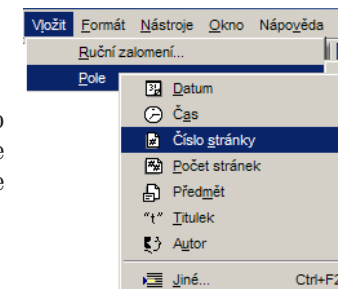 Vložit Formát Nástroje Okno Nápověda
Ruční zalomení...
Pole
Datum
Čas
Číslo stránky
Počet stránek
Předmět
"t" Titulek
Autor
Jiné... Ctrl+F2